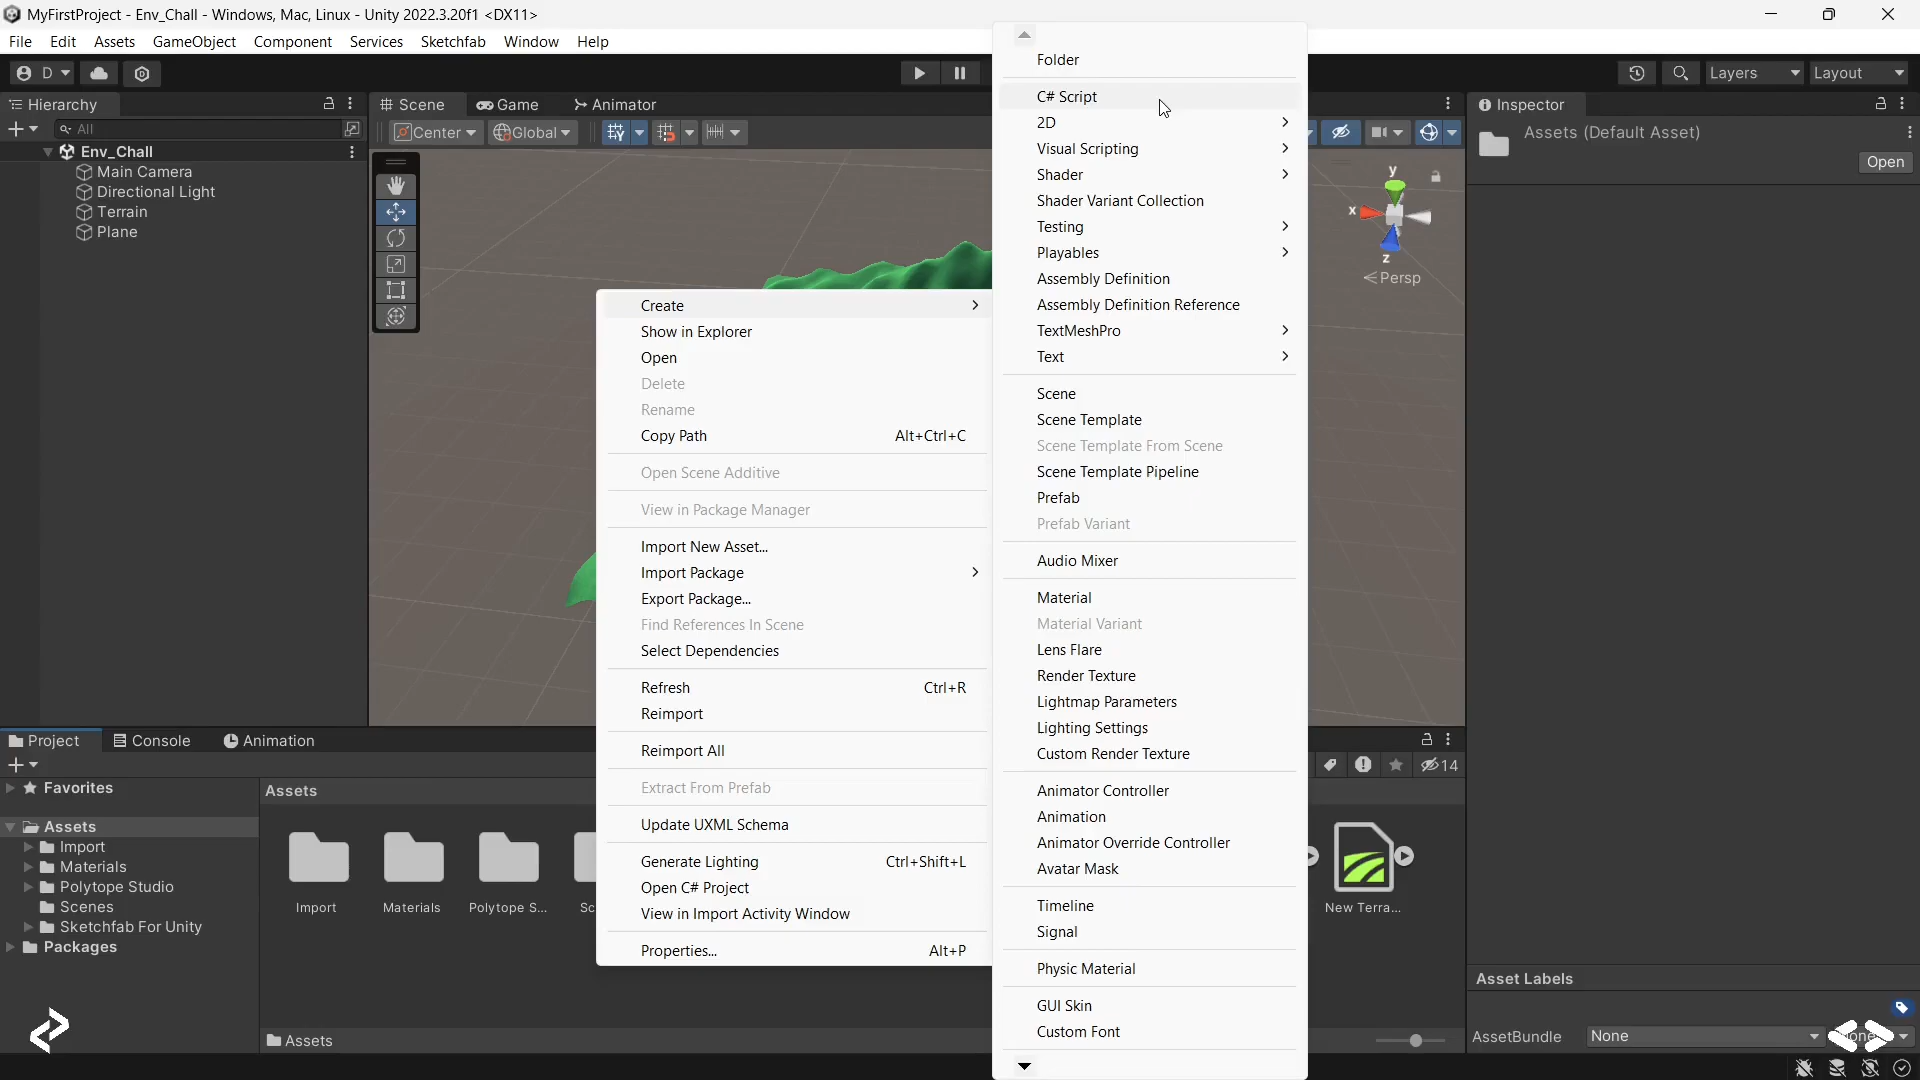 MyFirstProject - Env_Chall - Windows, Mac, Linux - Unity 2022.3.20f1 <DX11>
File Edit Assets GameObject Component Services Sketchfab Window Help
D
Layers
Layout
Hierarchy
All
Env_Chall
Main Camera
Directional Light
Terrain
Plane
Scene
Game
Animator
Center
Global
y
x
z
Persp
Inspector
Assets (Default Asset)
Open
Create
Show in Explorer
Open
Delete
Rename
Copy Path Alt+Ctrl+C
Open Scene Additive
View in Package Manager
Import New Asset...
Import Package
Export Package...
Find References In Scene
Select Dependencies
Refresh Ctrl+R
Reimport
Reimport All
Extract From Prefab
Update UXML Schema
Generate Lighting Ctrl+Shift+L
Open C# Project
View in Import Activity Window
Properties... Alt+P
Folder
C# Script
2D
Visual Scripting
Shader
Shader Variant Collection
Testing
Playables
Assembly Definition
Assembly Definition Reference
TextMeshPro
Text
Scene
Scene Template
Scene Template From Scene
Scene Template Pipeline
Prefab
Prefab Variant
Audio Mixer
Material
Material Variant
Lens Flare
Render Texture
Lightmap Parameters
Lighting Settings
Custom Render Texture
Animator Controller
Animation
Animator Override Controller
Avatar Mask
Timeline
Signal
Physic Material
GUI Skin
Custom Font
Project
Console
Animation
14
Favorites
Assets
Import
Materials
Polytope Studio
Scenes
Sketchfab For Unity
Packages
Assets
Import
Materials
Polytope S...
Sc
New Terra...
Assets
Asset Labels
AssetBundle
None